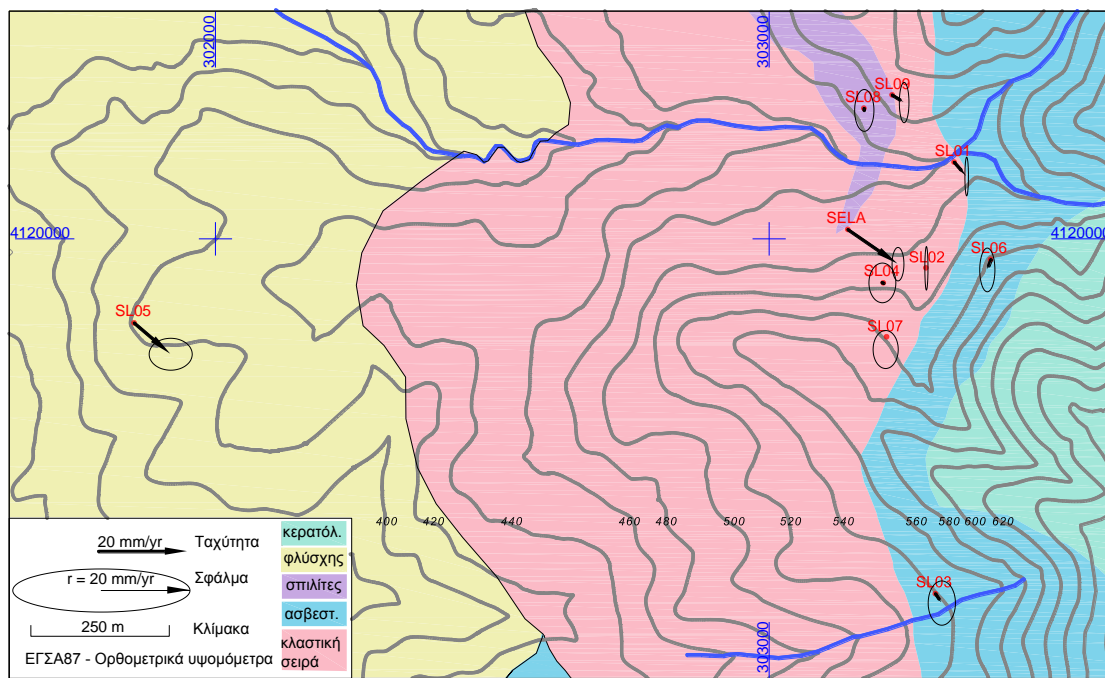 302000
303000
SL09
SL08
SL01
SELA
4120000
4120000
SL02
SL06
SL04
SL05
SL07
400 420 440 460 480 500 520 540 560 580 600 620
SL03
303000
20 mm/yr Ταχύτητα
r = 20 mm/yr Σφάλμα
250 m Κλίμακα
ΕΓΣΑ87 - Ορθομετρικά υψομόμετρα
κερατόλ.
φλύσχης
σπιλίτες
ασβεστ.
κλαστική
σειρά